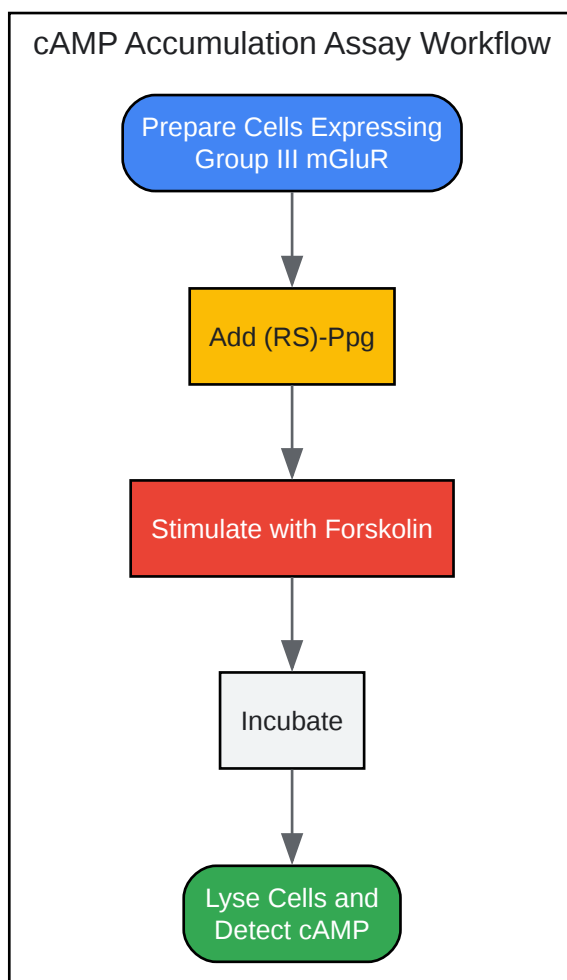 cAMP Accumulation Assay Workflow
Prepare Cells Expressing
Group III mGluR
Add (RS)-Ppg
Stimulate with Forskolin
Incubate
Lyse Cells and
Detect cAMP